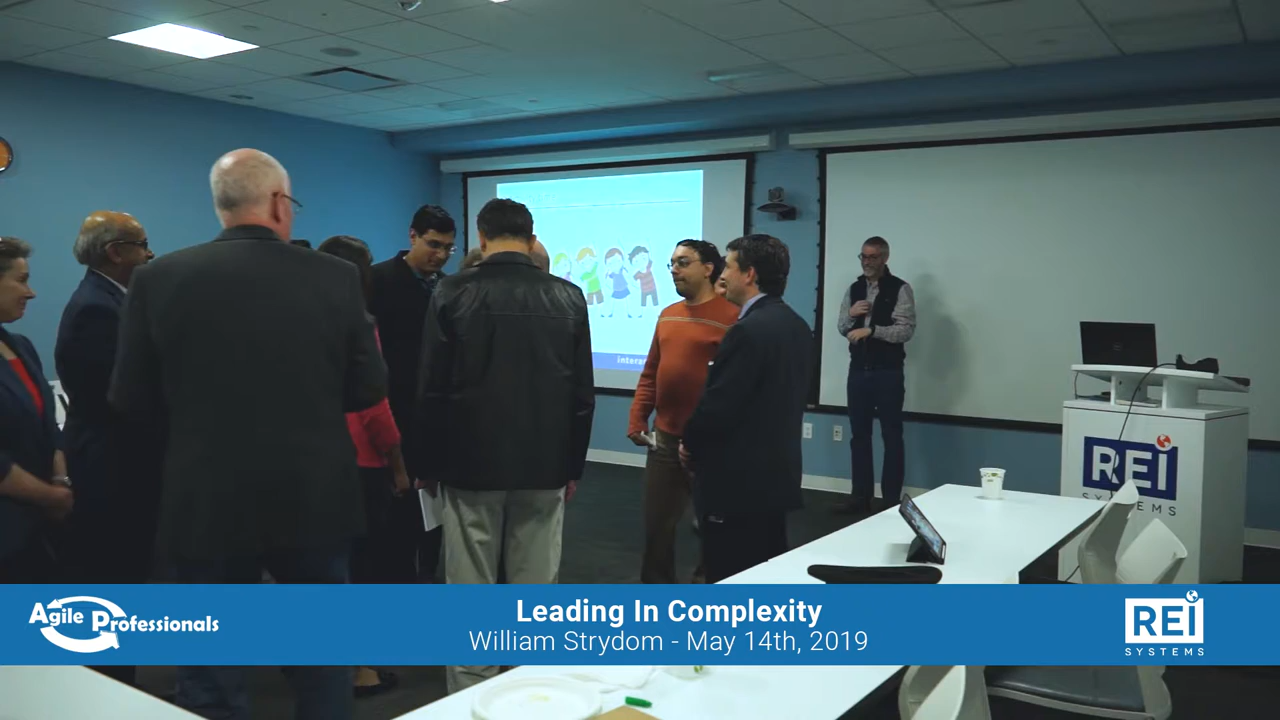 REi
SYSTEMS
Agile Professionals
Leading In Complexity
William Strydom - May 14th, 2019
REi
SYSTEMS